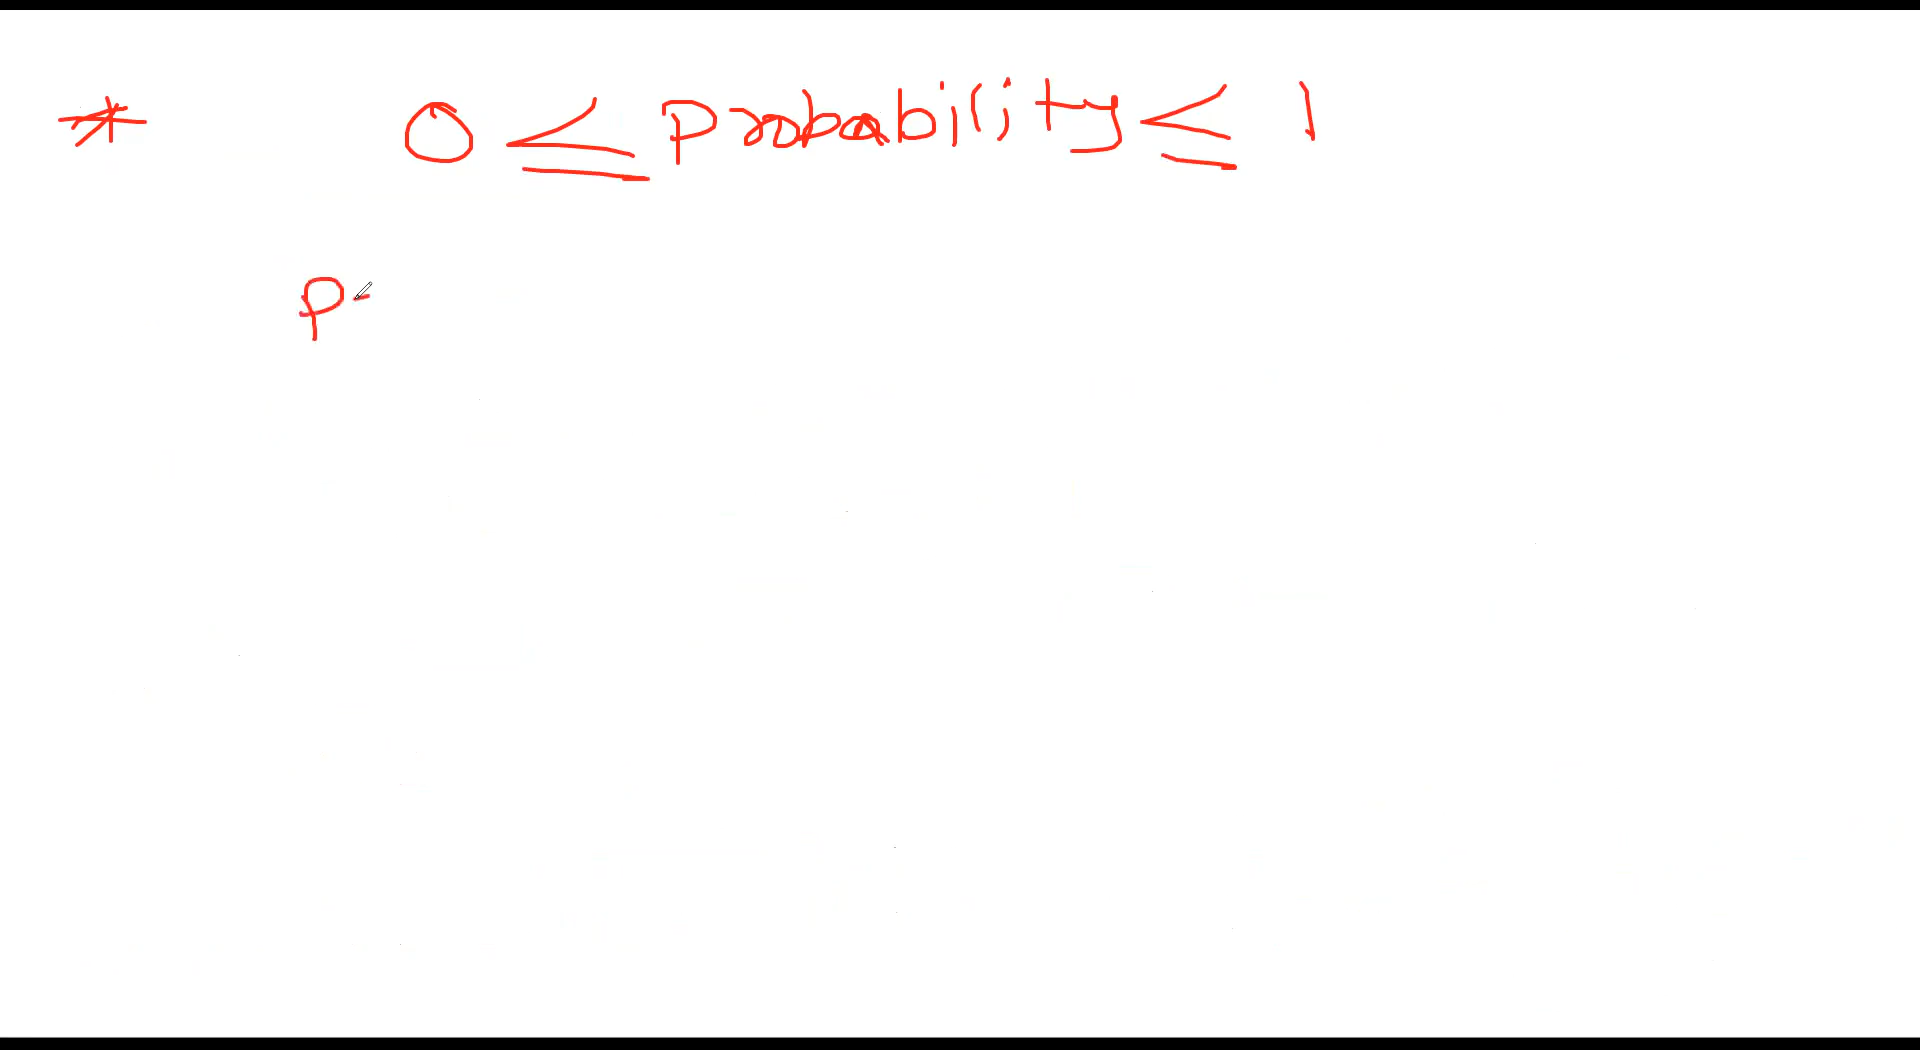 * 0 ≤ probability ≤ 1
P-